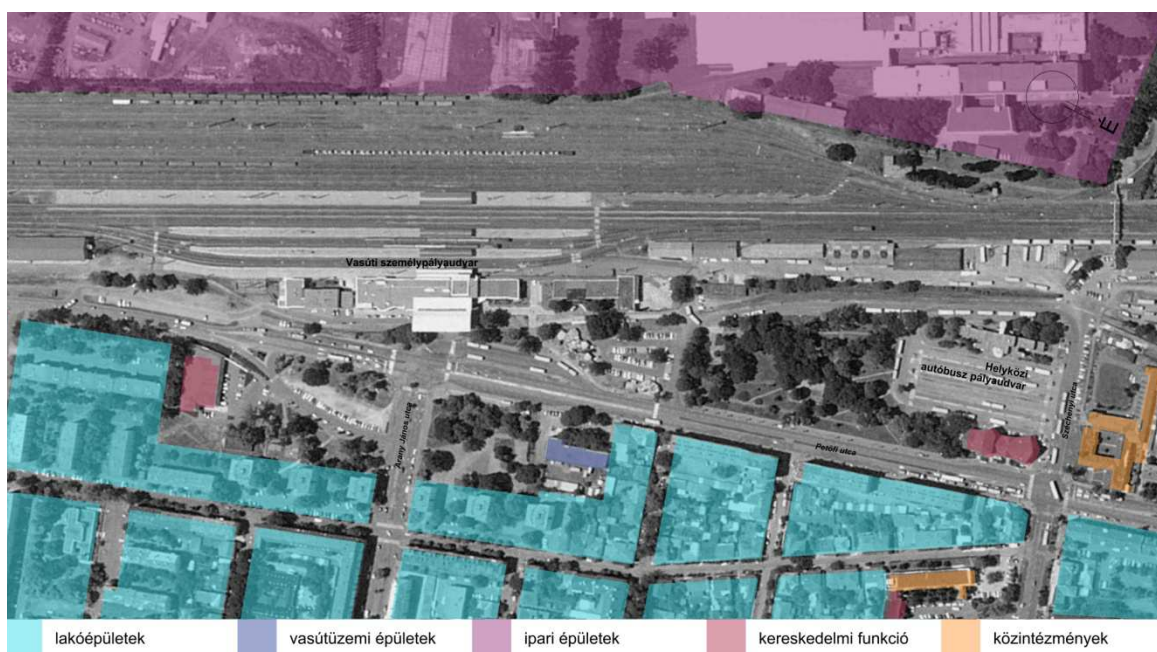 É
Vasúti személypályaudvar
Helyközi
autóbusz pályaudvar
Széchenyi utca
Arany János utca
Petőfi utca
lakóépületek
vasútüzemi épületek
ipari épületek
kereskedelmi funkció
közintézmények